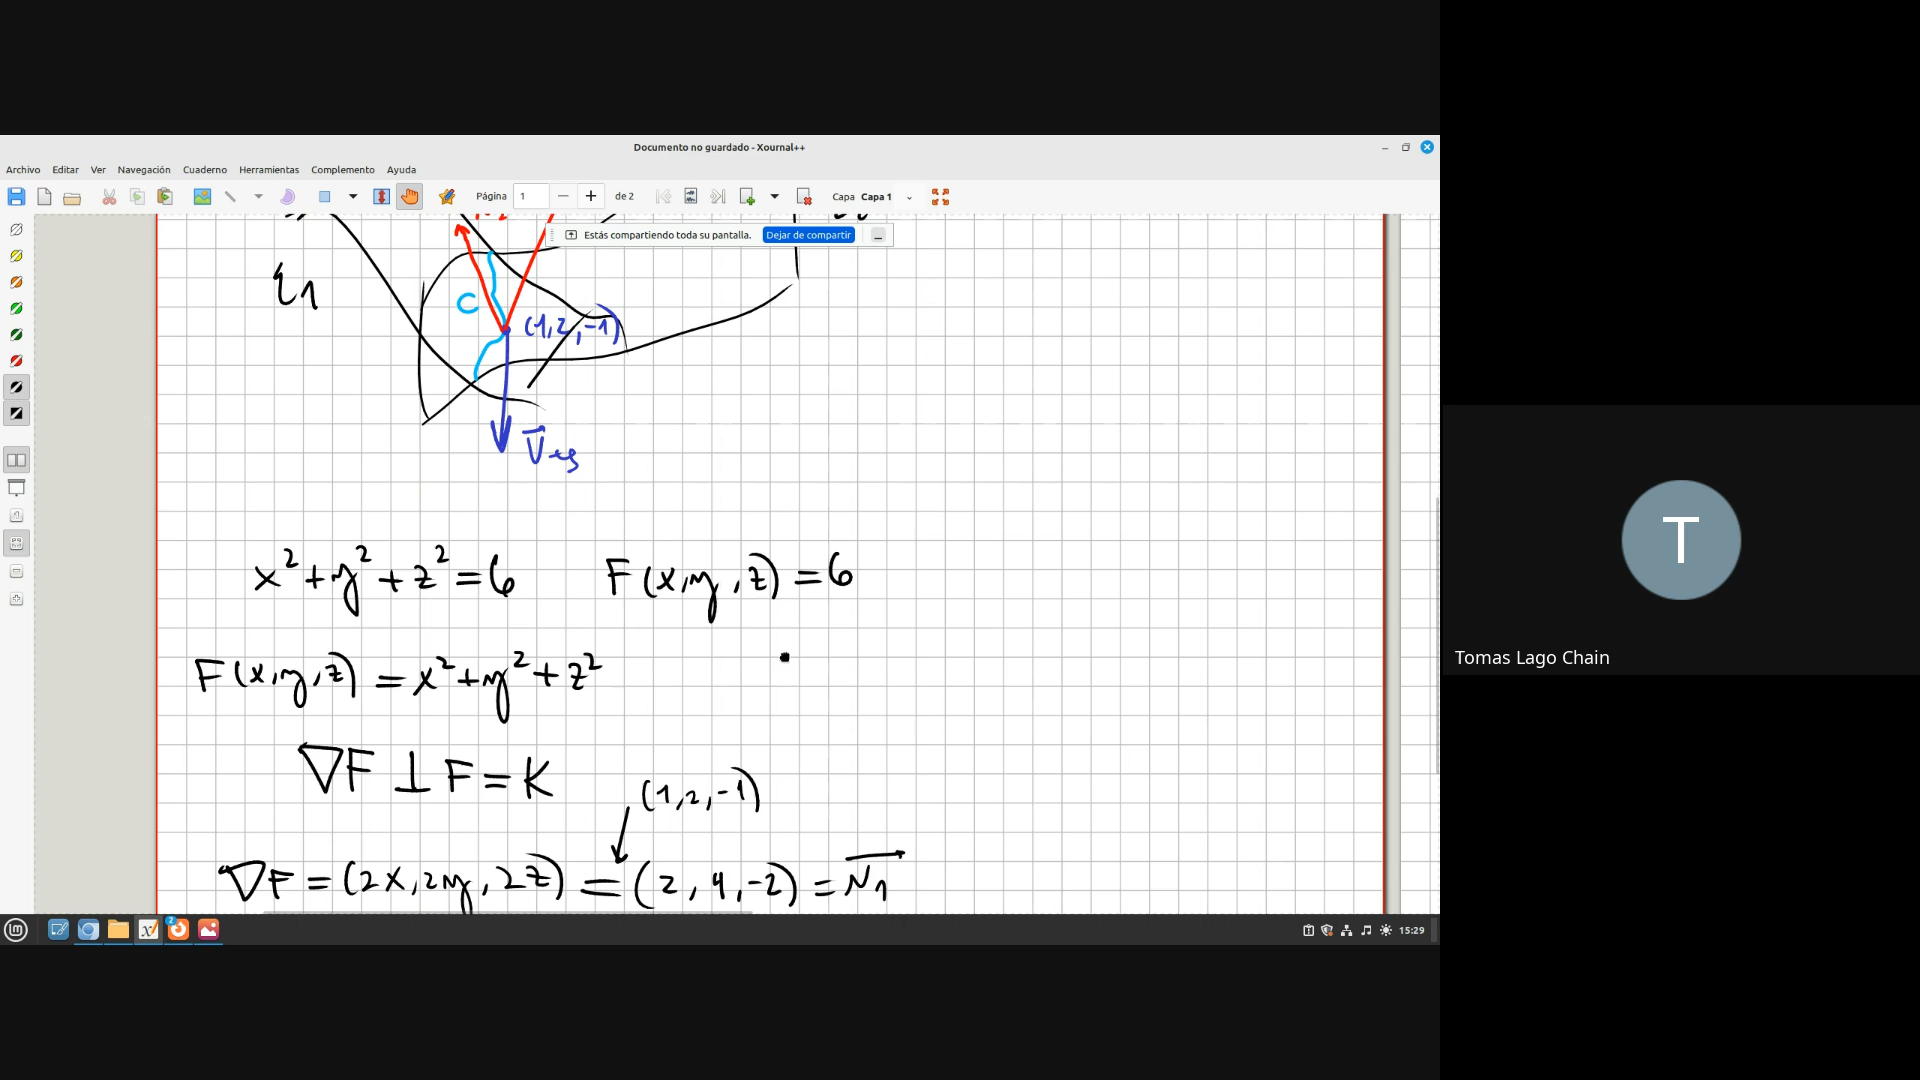 Documento no guardado - Xournal++
Archivo Editar Ver Navegación Cuaderno Herramientas Complemento Ayuda
Página 1 de 2 Capa Capa 1
Estás compartiendo toda su pantalla. Dejar de compartir
C
(1,2,-1)
x²+y²+z²=6 F(x,y,z)=6
F(x,y,z)=x²+y²+z²
∇F ⊥ F=K
(1,2,-1)
∇F=(2x,2y,2z)=(2,4,-2)=N₁
T
Tomas Lago Chain
2
15:29